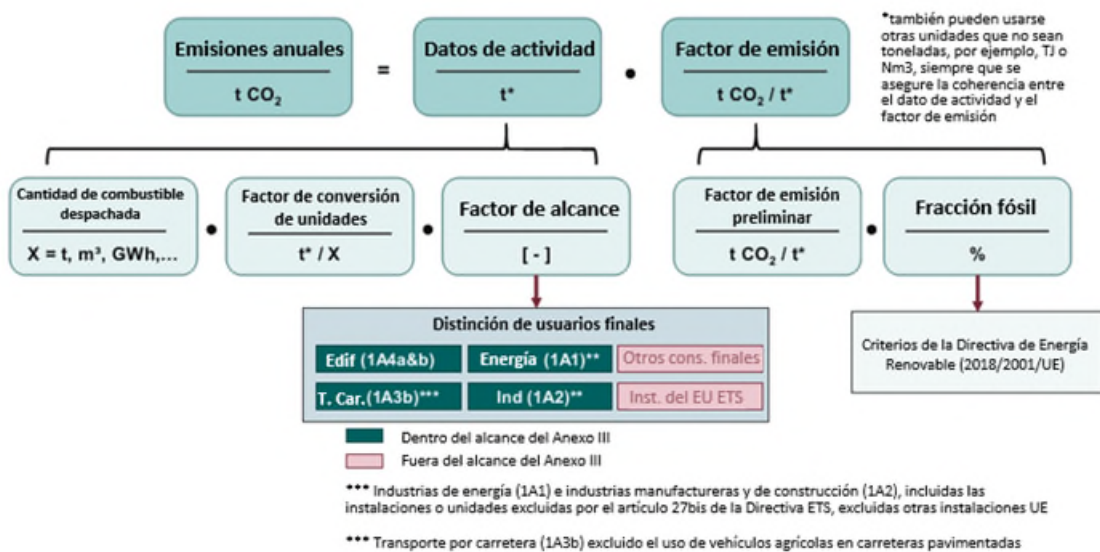 Emisiones anuales
t CO₂
=
Datos de actividad
t*
•
Factor de emisión
t CO₂ / t*
*también pueden usarse
otras unidades que no sean
toneladas, por ejemplo, TJ o
Nm3, siempre que se
asegure la coherencia entre
el dato de actividad y el
factor de emisión
Cantidad de combustible
despachada
X = t, m³, GWh,...
•
Factor de conversión
de unidades
t* / X
•
Factor de alcance
[ - ]
Factor de emisión
preliminar
t CO₂ / t*
•
Fracción fósil
%
Distinción de usuarios finales
Edif (1A4a&b)
Energía (1A1)**
Otros cons. finales
T. Car.(1A3b)***
Ind (1A2)**
Inst. del EU ETS
Criterios de la Directiva de Energía
Renovable (2018/2001/UE)
Dentro del alcance del Anexo III
Fuera del alcance del Anexo III
*** Industrias de energía (1A1) e industrias manufactureras y de construcción (1A2), incluidas las
instalaciones o unidades excluidas por el artículo 27bis de la Directiva ETS, excluidas otras instalaciones UE
*** Transporte por carretera (1A3b) excluido el uso de vehículos agrícolas en carreteras pavimentadas